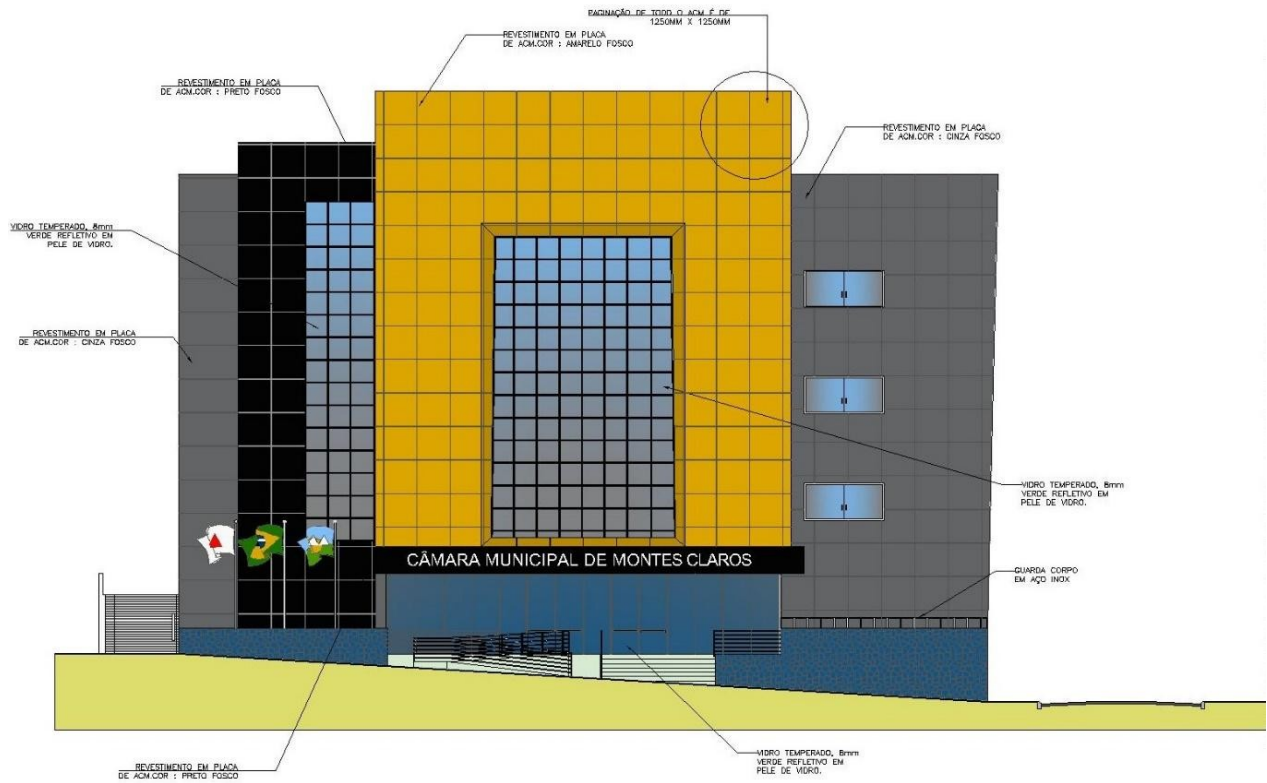 PAGINAÇÃO DE TODO O ACM É DE
1250MM X 1250MM
REVESTIMENTO EM PLACA
DE ACM.COR : AMARELO FOSCO
REVESTIMENTO EM PLACA
DE ACM.COR : PRETO FOSCO
REVESTIMENTO EM PLACA
DE ACM.COR : CINZA FOSCO
VIDRO TEMPERADO, 8mm
VERDE REFLETIVO EM
PELE DE VIDRO.
REVESTIMENTO EM PLACA
DE ACM.COR : CINZA FOSCO
VIDRO TEMPERADO, 8mm
VERDE REFLETIVO EM
PELE DE VIDRO.
CÂMARA MUNICIPAL DE MONTES CLAROS
GUARDA CORPO
EM AÇO INOX
VIDRO TEMPERADO, 8mm
VERDE REFLETIVO EM
PELE DE VIDRO.
REVESTIMENTO EM PLACA
DE ACM.COR : PRETO FOSCO